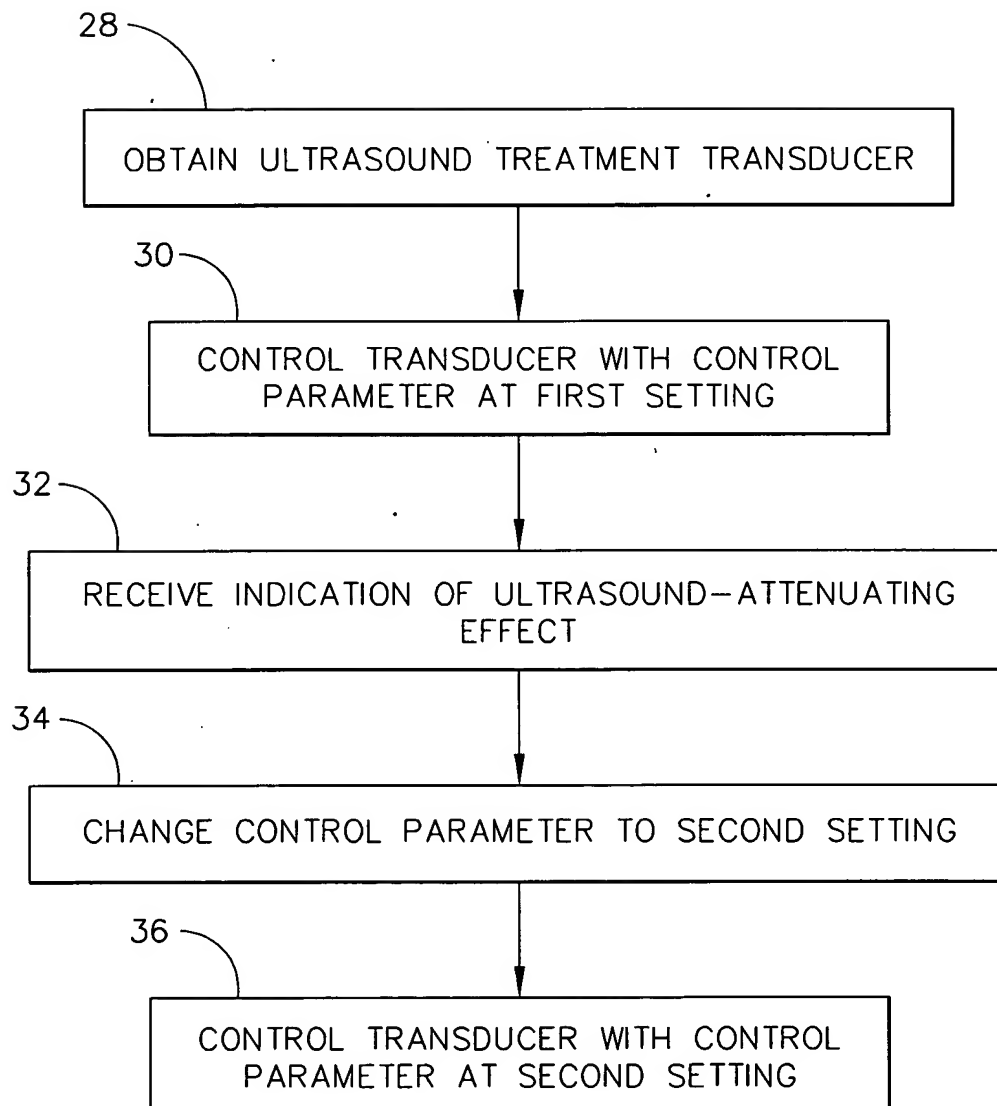 28
OBTAIN ULTRASOUND TREATMENT TRANSDUCER
30
CONTROL TRANSDUCER WITH CONTROL
PARAMETER AT FIRST SETTING
32
RECEIVE INDICATION OF ULTRASOUND-ATTENUATING
EFFECT
34
CHANGE CONTROL PARAMETER TO SECOND SETTING
36
CONTROL TRANSDUCER WITH CONTROL
PARAMETER AT SECOND SETTING